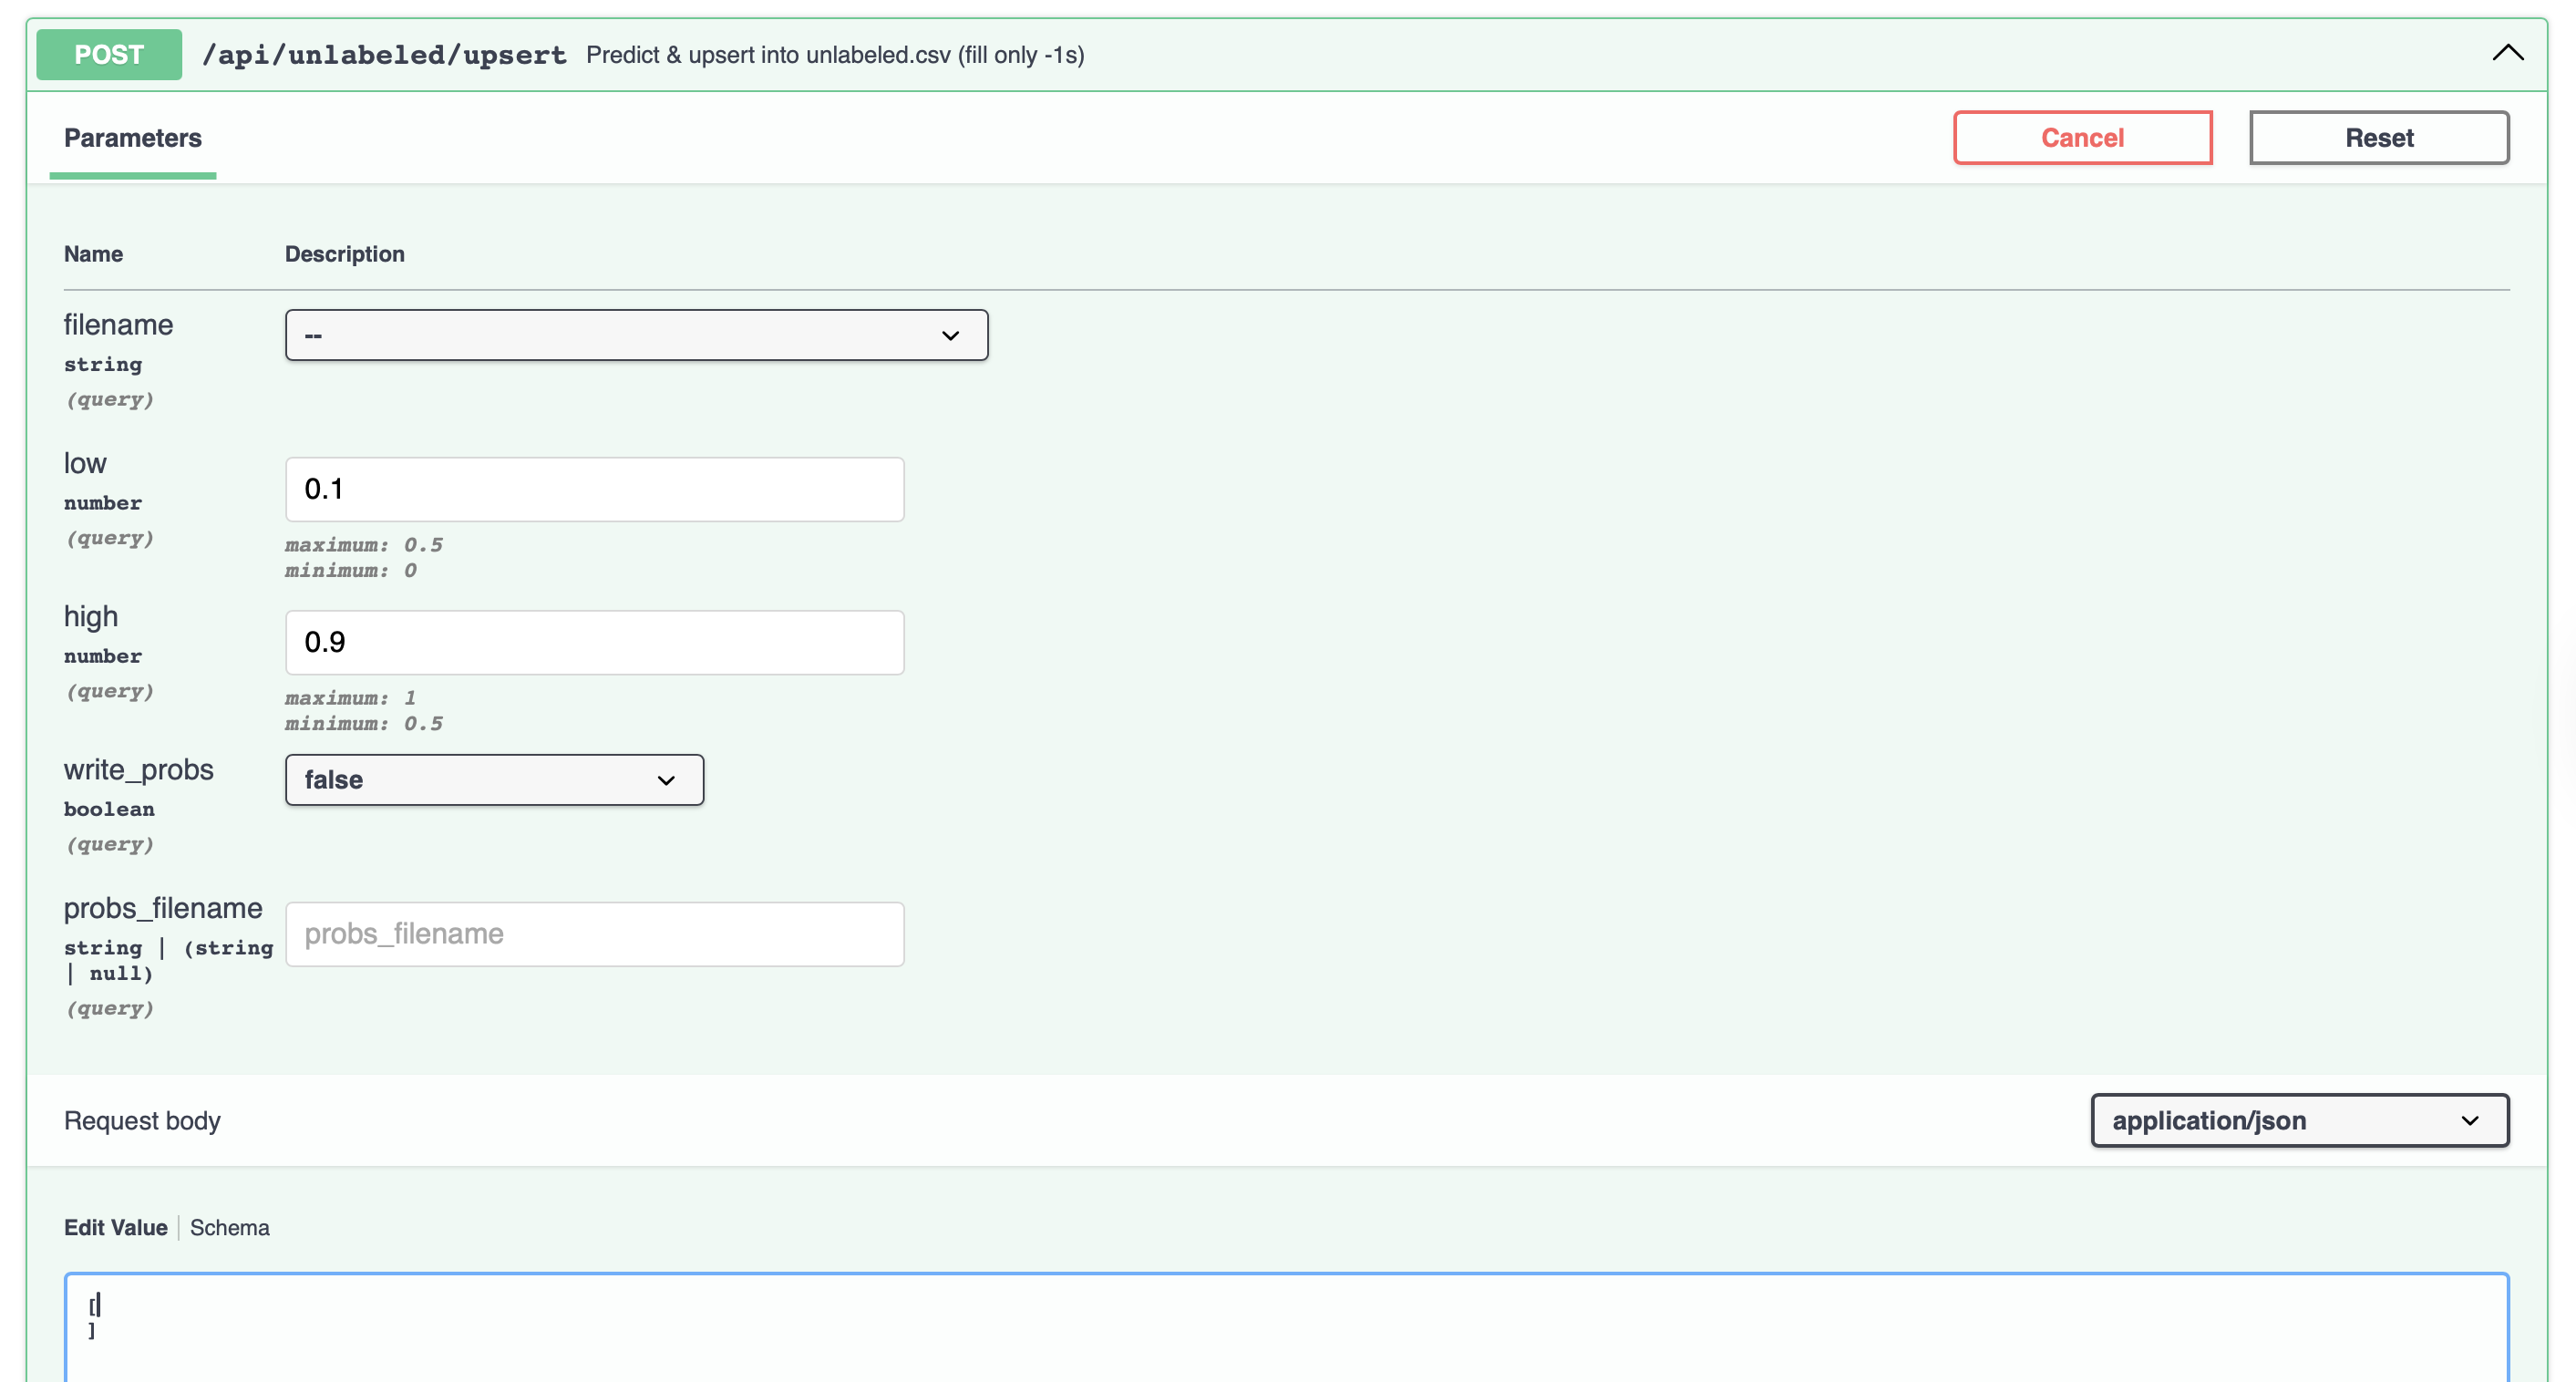 POST /api/unlabeled/upsert Predict & upsert into unlabeled.csv (fill only -1s)
Parameters Cancel Reset
Name Description
filename
string
(query)
--
low
number
(query)
0.1
maximum: 0.5
minimum: 0
high
number
(query)
0.9
maximum: 1
minimum: 0.5
write_probs
boolean
(query)
false
probs_filename
string | (string
| null)
(query)
probs_filename
Request body application/json
Edit Value | Schema
[
]